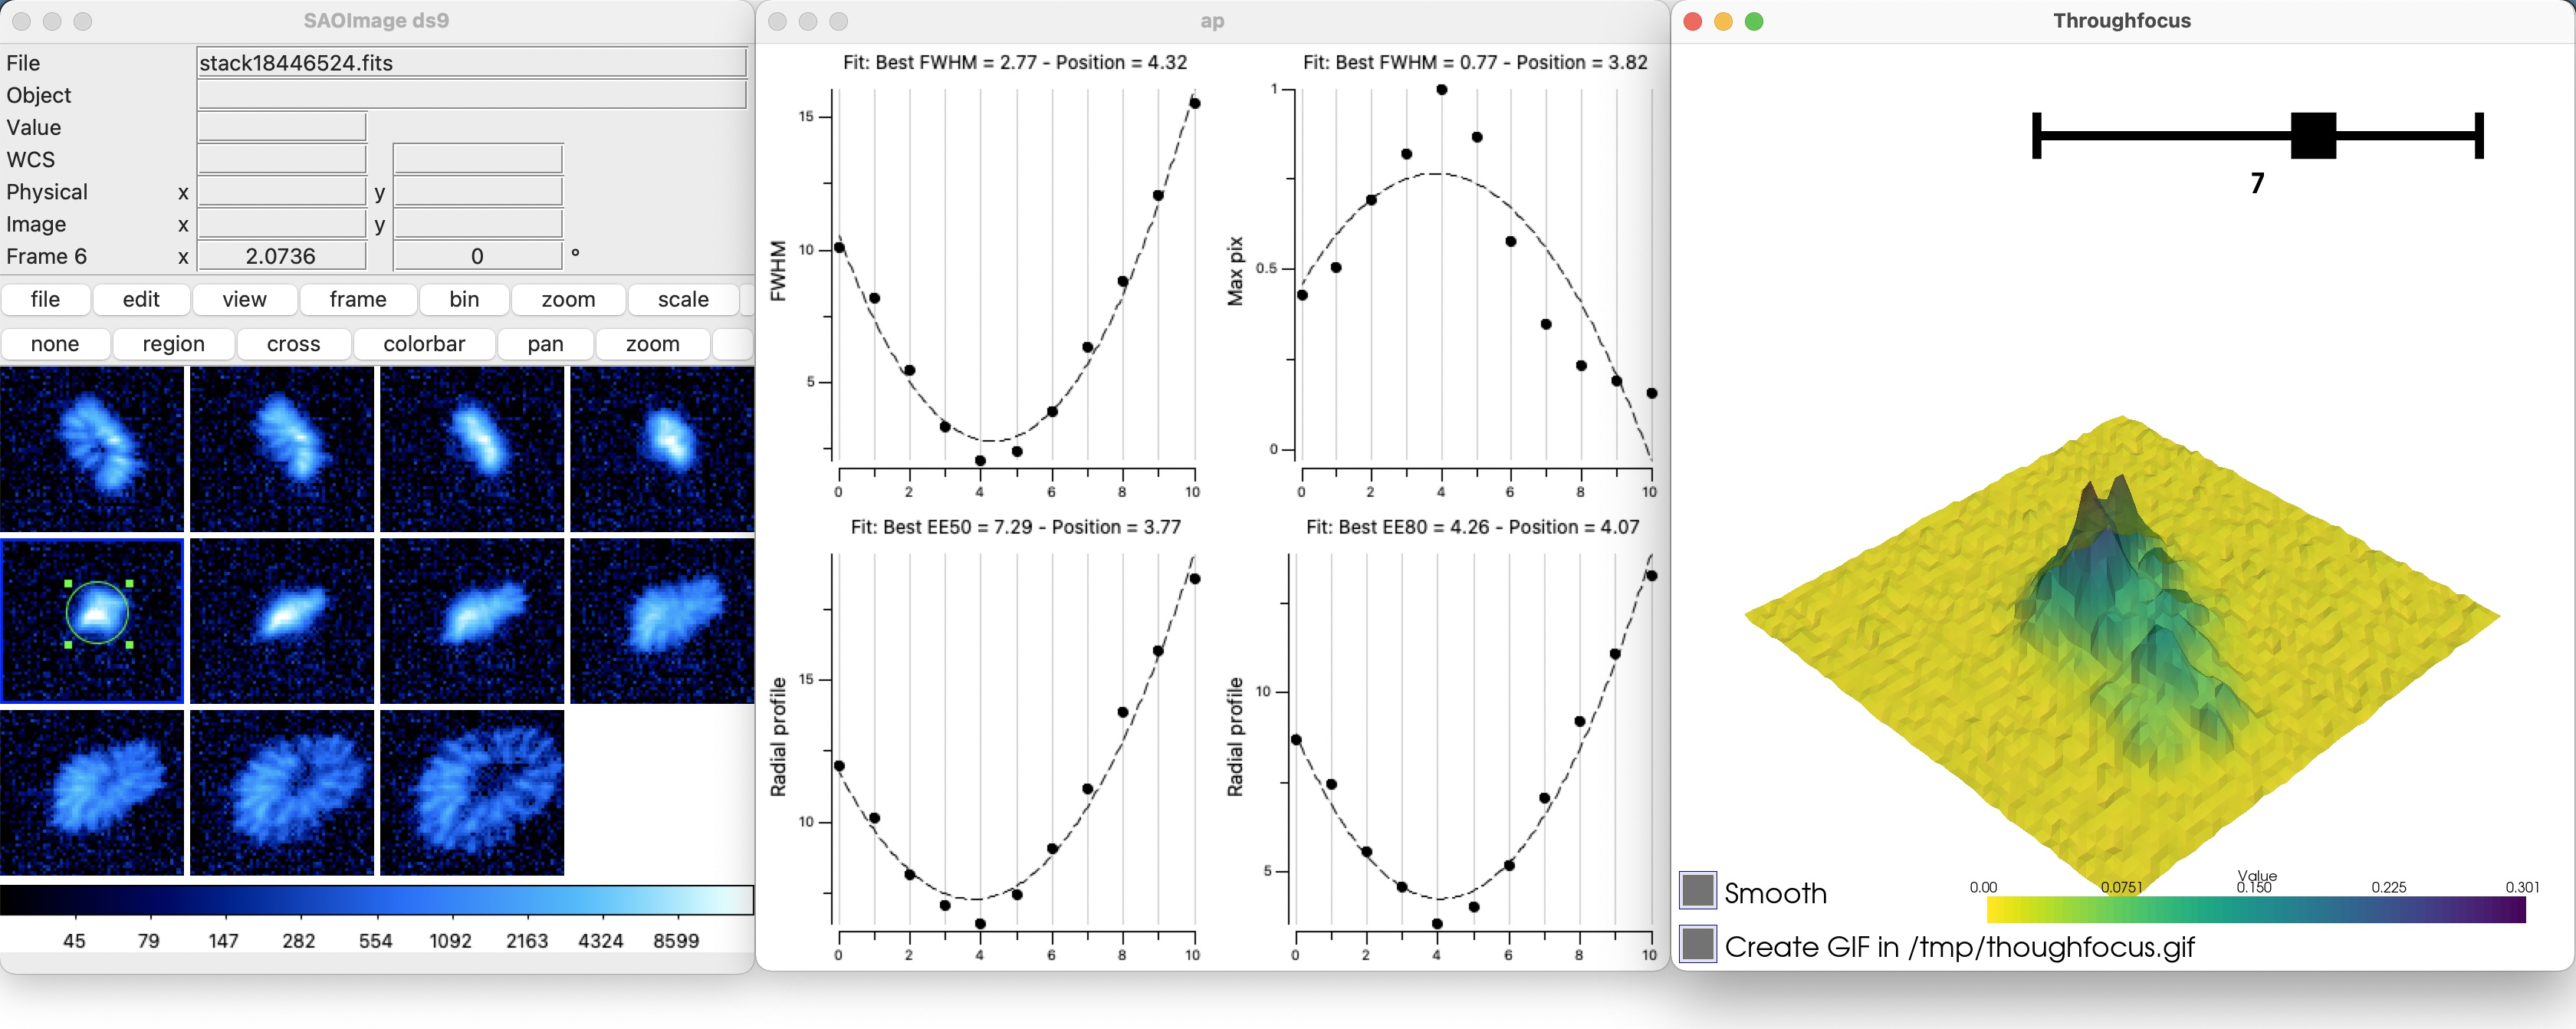 SAOImage ds9
File stack18446524.fits
Object
Value
WCS
Physical x y
Image x y
Frame 6 x 2.0736 0 °
file edit view frame bin zoom scale
none region cross colorbar pan zoom
45 79 147 282 554 1092 2163 4324 8599
ap
Fit: Best FWHM = 2.77 - Position = 4.32
FWHM
15
10
5
0 2 4 6 8 10
Fit: Best FWHM = 0.77 - Position = 3.82
Max pix
1
0.5
0
0 2 4 6 8 10
Fit: Best EE50 = 7.29 - Position = 3.77
Radial profile
15
10
0 2 4 6 8 10
Fit: Best EE80 = 4.26 - Position = 4.07
Radial profile
10
5
0 2 4 6 8 10
Throughfocus
7
Value
0.00 0.0751 0.150 0.225 0.301
Smooth
Create GIF in /tmp/thoughfocus.gif